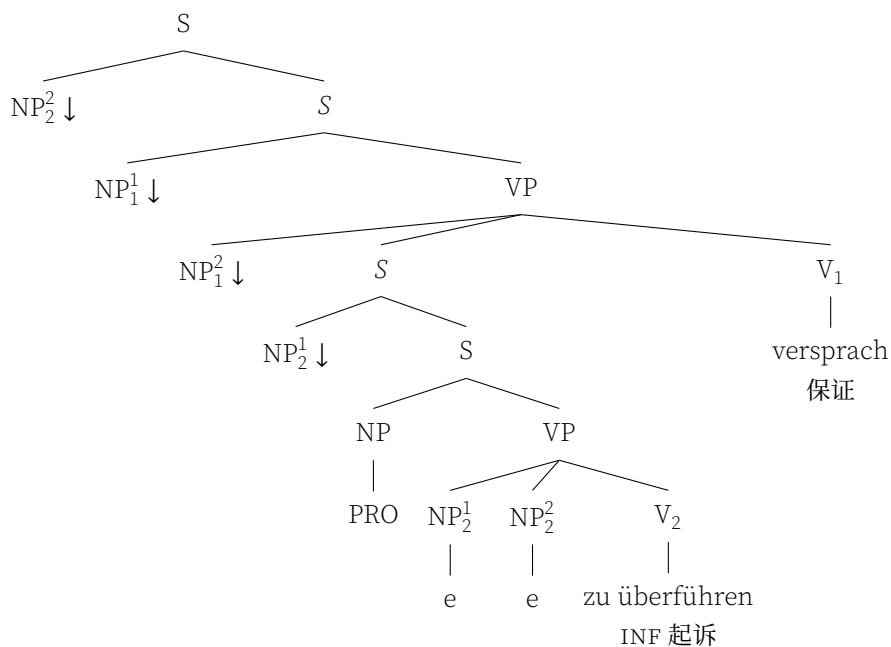 S
NP₂² ↓ S
NP₁¹ ↓ VP
NP₁² ↓ S V₁
NP₂¹ ↓ S versprach
保证
NP VP
PRO NP₂¹ NP₂² V₂
e e zu überführen
INF 起诉